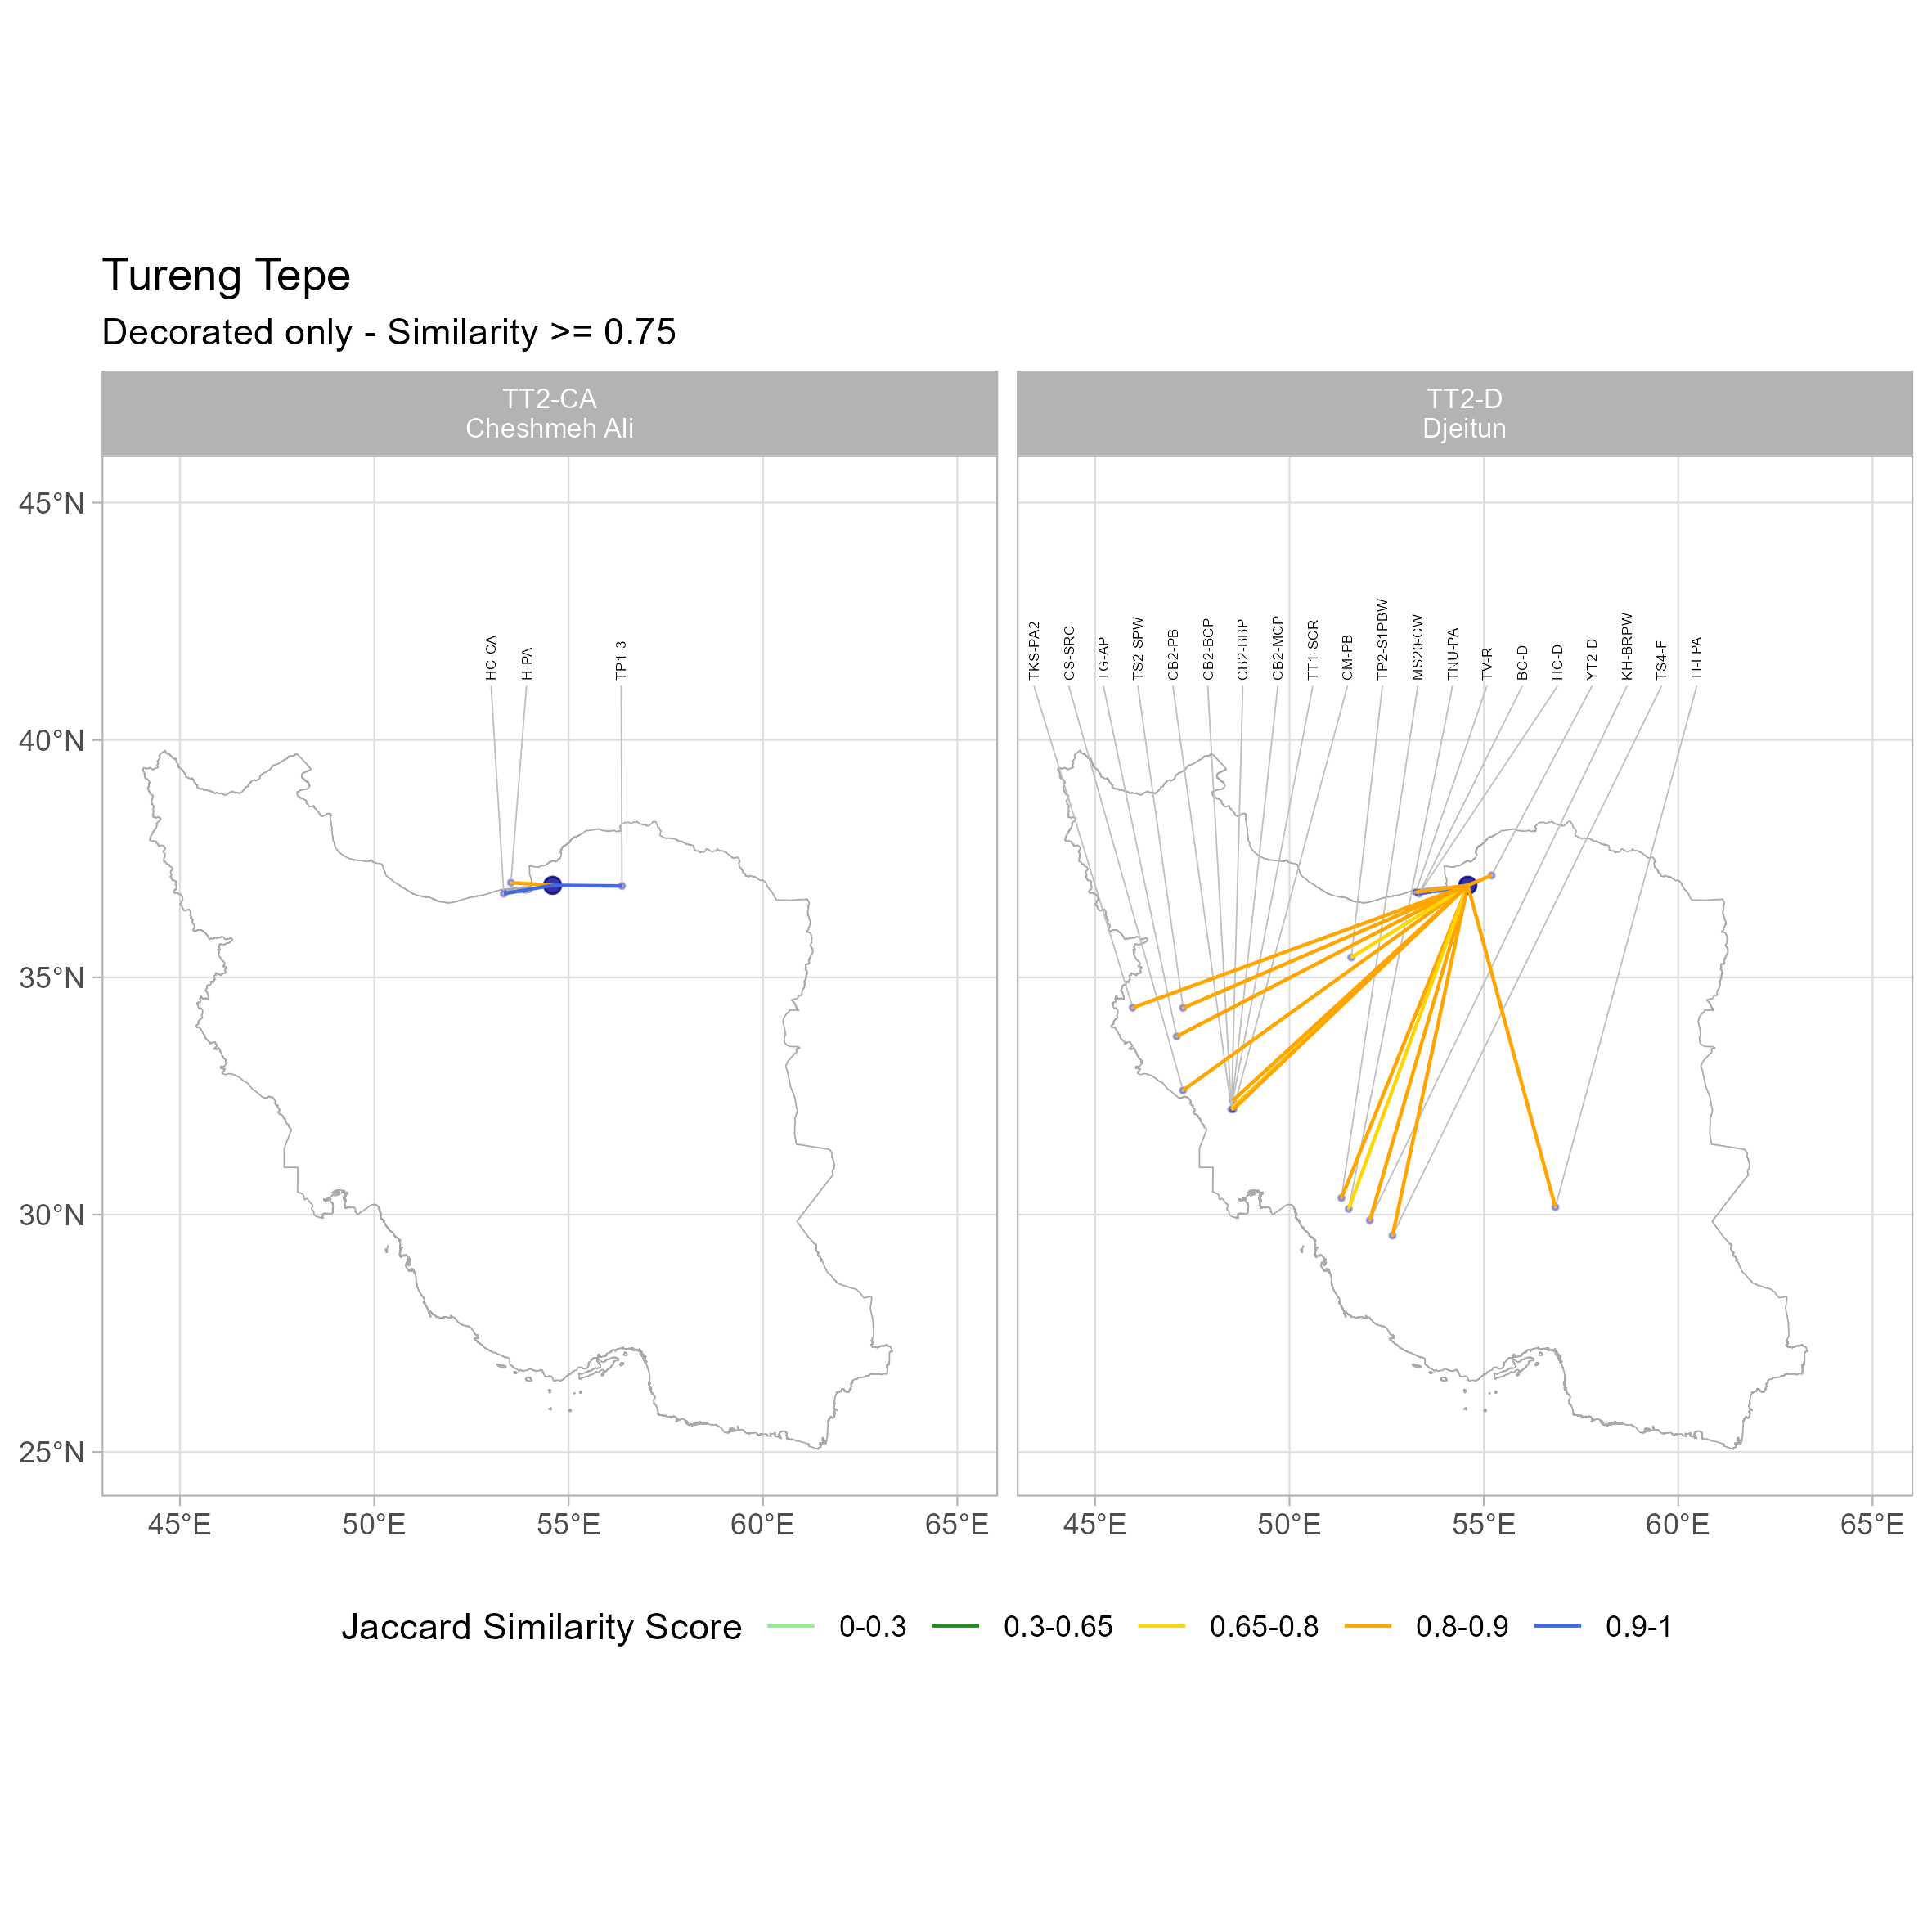 Tureng Tepe
Decorated only - Similarity >= 0.75
TT2-CA
Cheshmeh Ali
TT2-D
Djeitun
45°N
40°N
35°N
30°N
25°N
HC-CA
H-PA
TP1-3
TKS-PA2
CS-SRC
TG-AP
TS2-SPW
CB2-PB
CB2-BCP
CB2-BBP
CB2-MCP
TT1-SCR
CM-PB
TP2-S1PBW
MS20-CW
TNU-PA
TV-R
BC-D
HC-D
YT2-D
KH-BRPW
TS4-F
TI-LPA
45°E 50°E 55°E 60°E 65°E
45°E 50°E 55°E 60°E 65°E
Jaccard Similarity Score 0-0.3 0.3-0.65 0.65-0.8 0.8-0.9 0.9-1